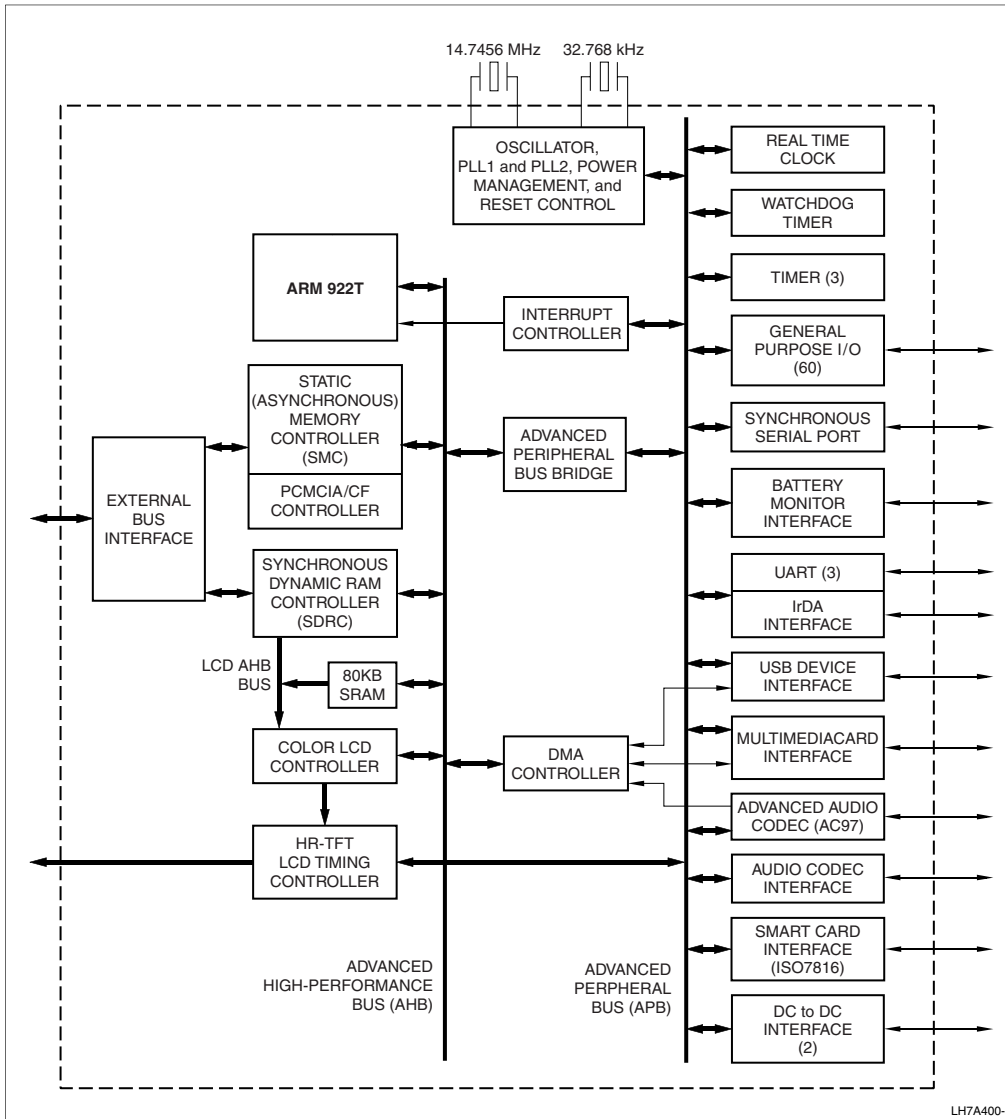 14.7456 MHz
32.768 kHz
OSCILLATOR,
PLL1 and PLL2, POWER
MANAGEMENT, and
RESET CONTROL
REAL TIME
CLOCK
WATCHDOG
TIMER
ARM 922T
TIMER (3)
INTERRUPT
CONTROLLER
GENERAL
PURPOSE I/O
(60)
STATIC
(ASYNCHRONOUS)
MEMORY
CONTROLLER
(SMC)
PCMCIA/CF
CONTROLLER
ADVANCED
PERIPHERAL
BUS BRIDGE
SYNCHRONOUS
SERIAL PORT
EXTERNAL
BUS
INTERFACE
BATTERY
MONITOR
INTERFACE
SYNCHRONOUS
DYNAMIC RAM
CONTROLLER
(SDRC)
UART (3)
IrDA
INTERFACE
LCD AHB
BUS
80KB
SRAM
USB DEVICE
INTERFACE
COLOR LCD
CONTROLLER
DMA
CONTROLLER
MULTIMEDIACARD
INTERFACE
ADVANCED AUDIO
CODEC (AC97)
HR-TFT
LCD TIMING
CONTROLLER
AUDIO CODEC
INTERFACE
SMART CARD
INTERFACE
(ISO7816)
ADVANCED
HIGH-PERFORMANCE
BUS (AHB)
ADVANCED
PERPHERAL
BUS (APB)
DC to DC
INTERFACE
(2)
LH7A400-